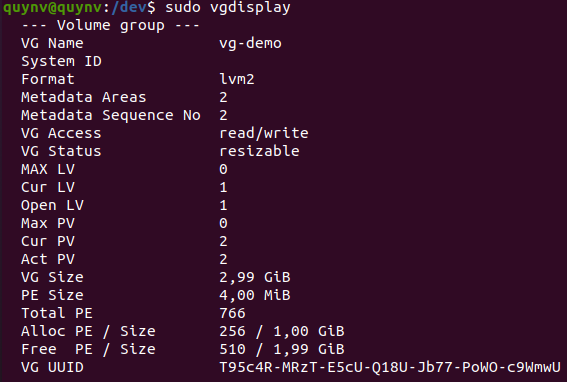 quynv@quynv:/dev$ sudo vgdisplay
--- Volume group ---
VG Name vg-demo
System ID
Format lvm2
Metadata Areas 2
Metadata Sequence No 2
VG Access read/write
VG Status resizable
MAX LV 0
Cur LV 1
Open LV 1
Max PV 0
Cur PV 2
Act PV 2
VG Size 2,99 GiB
PE Size 4,00 MiB
Total PE 766
Alloc PE / Size 256 / 1,00 GiB
Free PE / Size 510 / 1,99 GiB
VG UUID T95c4R-MRzT-E5cU-Q18U-Jb77-PoWO-c9WmwU